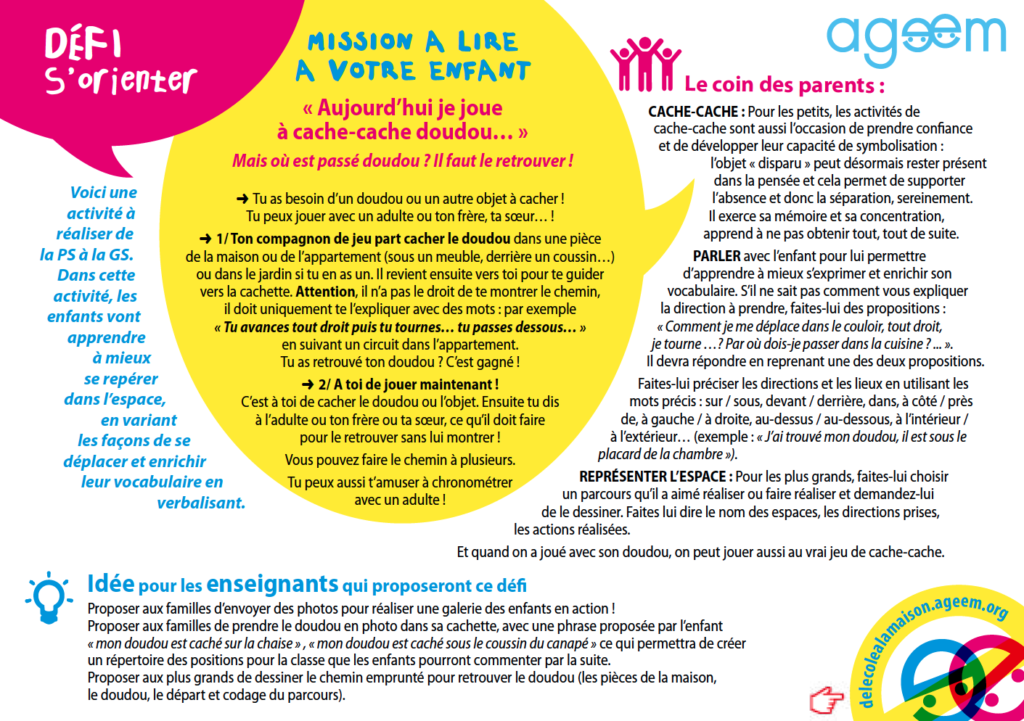 DÉFI
S'orienter
Voici une
activité à
réaliser de
la PS à la GS.
Dans cette
activité, les
enfants vont
apprendre
à mieux
se repérer
dans l'espace,
en variant
les façons de se
déplacer et enrichir
leur vocabulaire en
verbalisant.
MISSION A LIRE
A VOTRE ENFANT
« Aujourd'hui je joue
à cache-cache doudou… »
Mais où est passé doudou ? Il faut le retrouver !
➜ Tu as besoin d'un doudou ou un autre objet à cacher !
Tu peux jouer avec un adulte ou ton frère, ta sœur… !
➜ 1/ Ton compagnon de jeu part cacher le doudou dans une pièce
de la maison ou de l'appartement (sous un meuble, derrière un coussin…)
ou dans le jardin si tu en as un. Il revient ensuite vers toi pour te guider
vers la cachette. Attention, il n'a pas le droit de te montrer le chemin,
il doit uniquement te l'expliquer avec des mots : par exemple
« Tu avances tout droit puis tu tournes… tu passes dessous… »
en suivant un circuit dans l'appartement.
Tu as retrouvé ton doudou ? C'est gagné !
➜ 2/ A toi de jouer maintenant !
C'est à toi de cacher le doudou ou l'objet. Ensuite tu dis
à l'adulte ou ton frère ou ta sœur, ce qu'il doit faire
pour le retrouver sans lui montrer !
Vous pouvez faire le chemin à plusieurs.
Tu peux aussi t'amuser à chronométrer
avec un adulte !
ageem
Le coin des parents :
CACHE-CACHE : Pour les petits, les activités de
cache-cache sont aussi l'occasion de prendre confiance
et de développer leur capacité de symbolisation :
l'objet « disparu » peut désormais rester présent
dans la pensée et cela permet de supporter
l'absence et donc la séparation, sereinement.
Il exerce sa mémoire et sa concentration,
apprend à ne pas obtenir tout, tout de suite.
PARLER avec l'enfant pour lui permettre
d'apprendre à mieux s'exprimer et enrichir son
vocabulaire. S'il ne sait pas comment vous expliquer
la direction à prendre, faites-lui des propositions :
« Comment je me déplace dans le couloir, tout droit,
je tourne …? Par où dois-je passer dans la cuisine ? ... ».
Il devra répondre en reprenant une des deux propositions.
Faites-lui préciser les directions et les lieux en utilisant les
mots précis : sur / sous, devant / derrière, dans, à côté / près
de, à gauche / à droite, au-dessus / au-dessous, à l'intérieur /
à l'extérieur… (exemple : « J'ai trouvé mon doudou, il est sous le
placard de la chambre »).
REPRÉSENTER L'ESPACE : Pour les plus grands, faites-lui choisir
un parcours qu'il a aimé réaliser ou faire réaliser et demandez-lui
de le dessiner. Faites lui dire le nom des espaces, les directions prises,
les actions réalisées.
Et quand on a joué avec son doudou, on peut jouer aussi au vrai jeu de cache-cache.
Idée pour les enseignants qui proposeront ce défi
Proposer aux familles d'envoyer des photos pour réaliser une galerie des enfants en action !
Proposer aux familles de prendre le doudou en photo dans sa cachette, avec une phrase proposée par l'enfant
« mon doudou est caché sur la chaise » , « mon doudou est caché sous le coussin du canapé » ce qui permettra de créer
un répertoire des positions pour la classe que les enfants pourront commenter par la suite.
Proposer aux plus grands de dessiner le chemin emprunté pour retrouver le doudou (les pièces de la maison,
le doudou, le départ et codage du parcours).
delecolealamaison.ageem.org